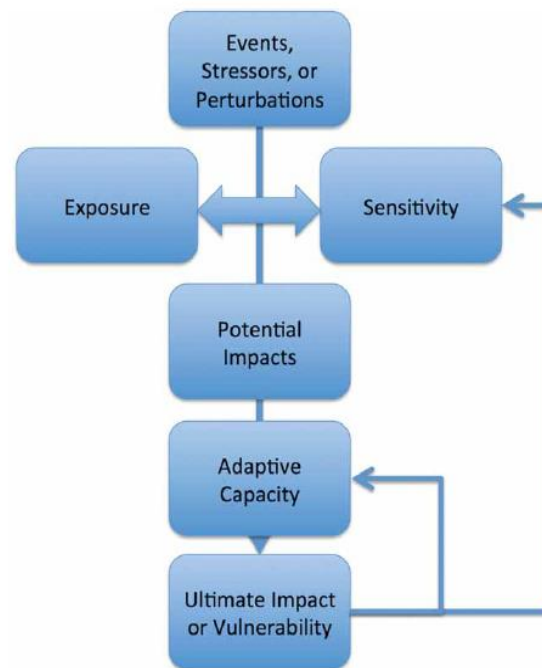 Events,
Stressors, or
Perturbations
Exposure
Sensitivity
Potential
Impacts
Adaptive
Capacity
Ultimate Impact
or Vulnerability